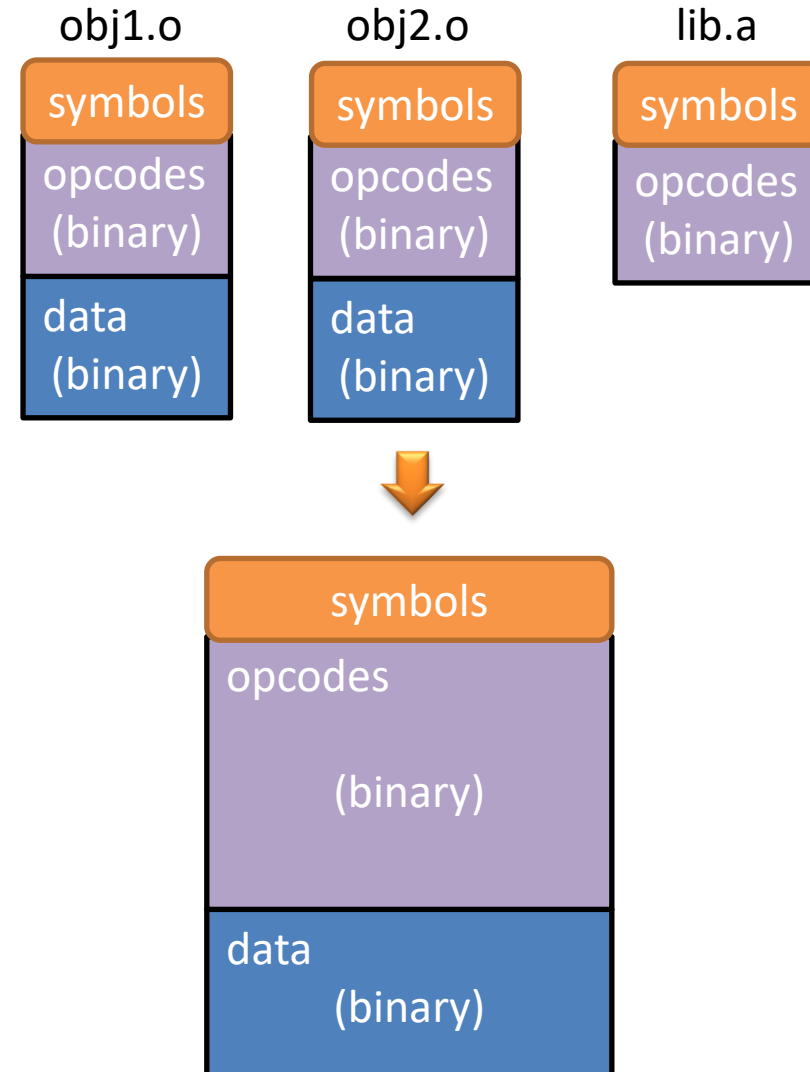 obj1.o
obj2.o
lib.a
symbols
opcodes
(binary)
data
(binary)
symbols
opcodes
(binary)
data
(binary)
symbols
opcodes
(binary)
symbols
opcodes
(binary)
data
(binary)